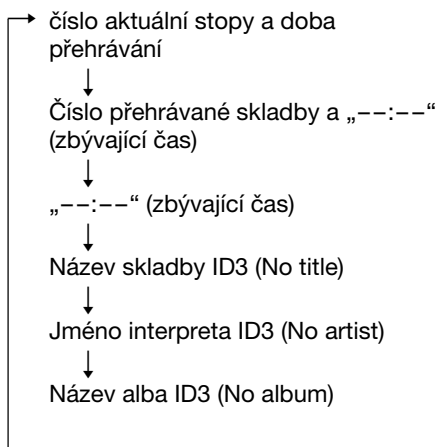 číslo aktuální stopy a doba
přehrávání
Číslo přehrávané skladby a „−−:−−“
(zbývající čas)
„−−:−−“ (zbývající čas)
Název skladby ID3 (No title)
Jméno interpreta ID3 (No artist)
Název alba ID3 (No album)